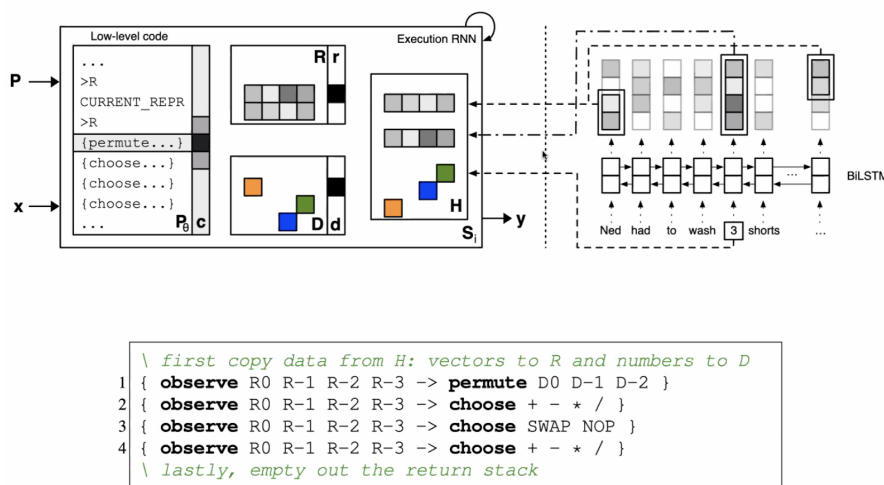 Low-level code
Execution RNN
P
x
...
>R
CURRENT_REPR
>R
{permute...}
{choose...}
{choose...}
{choose...}
...
Pθ c
R r
D d
H
Si
y
BiLSTM
...
Ned had to wash 3 shorts ...
\ first copy data from H: vectors to R and numbers to D
1 { observe R0 R-1 R-2 R-3 -> permute D0 D-1 D-2 }
2 { observe R0 R-1 R-2 R-3 -> choose + - * / }
3 { observe R0 R-1 R-2 R-3 -> choose SWAP NOP }
4 { observe R0 R-1 R-2 R-3 -> choose + - * / }
\ lastly, empty out the return stack